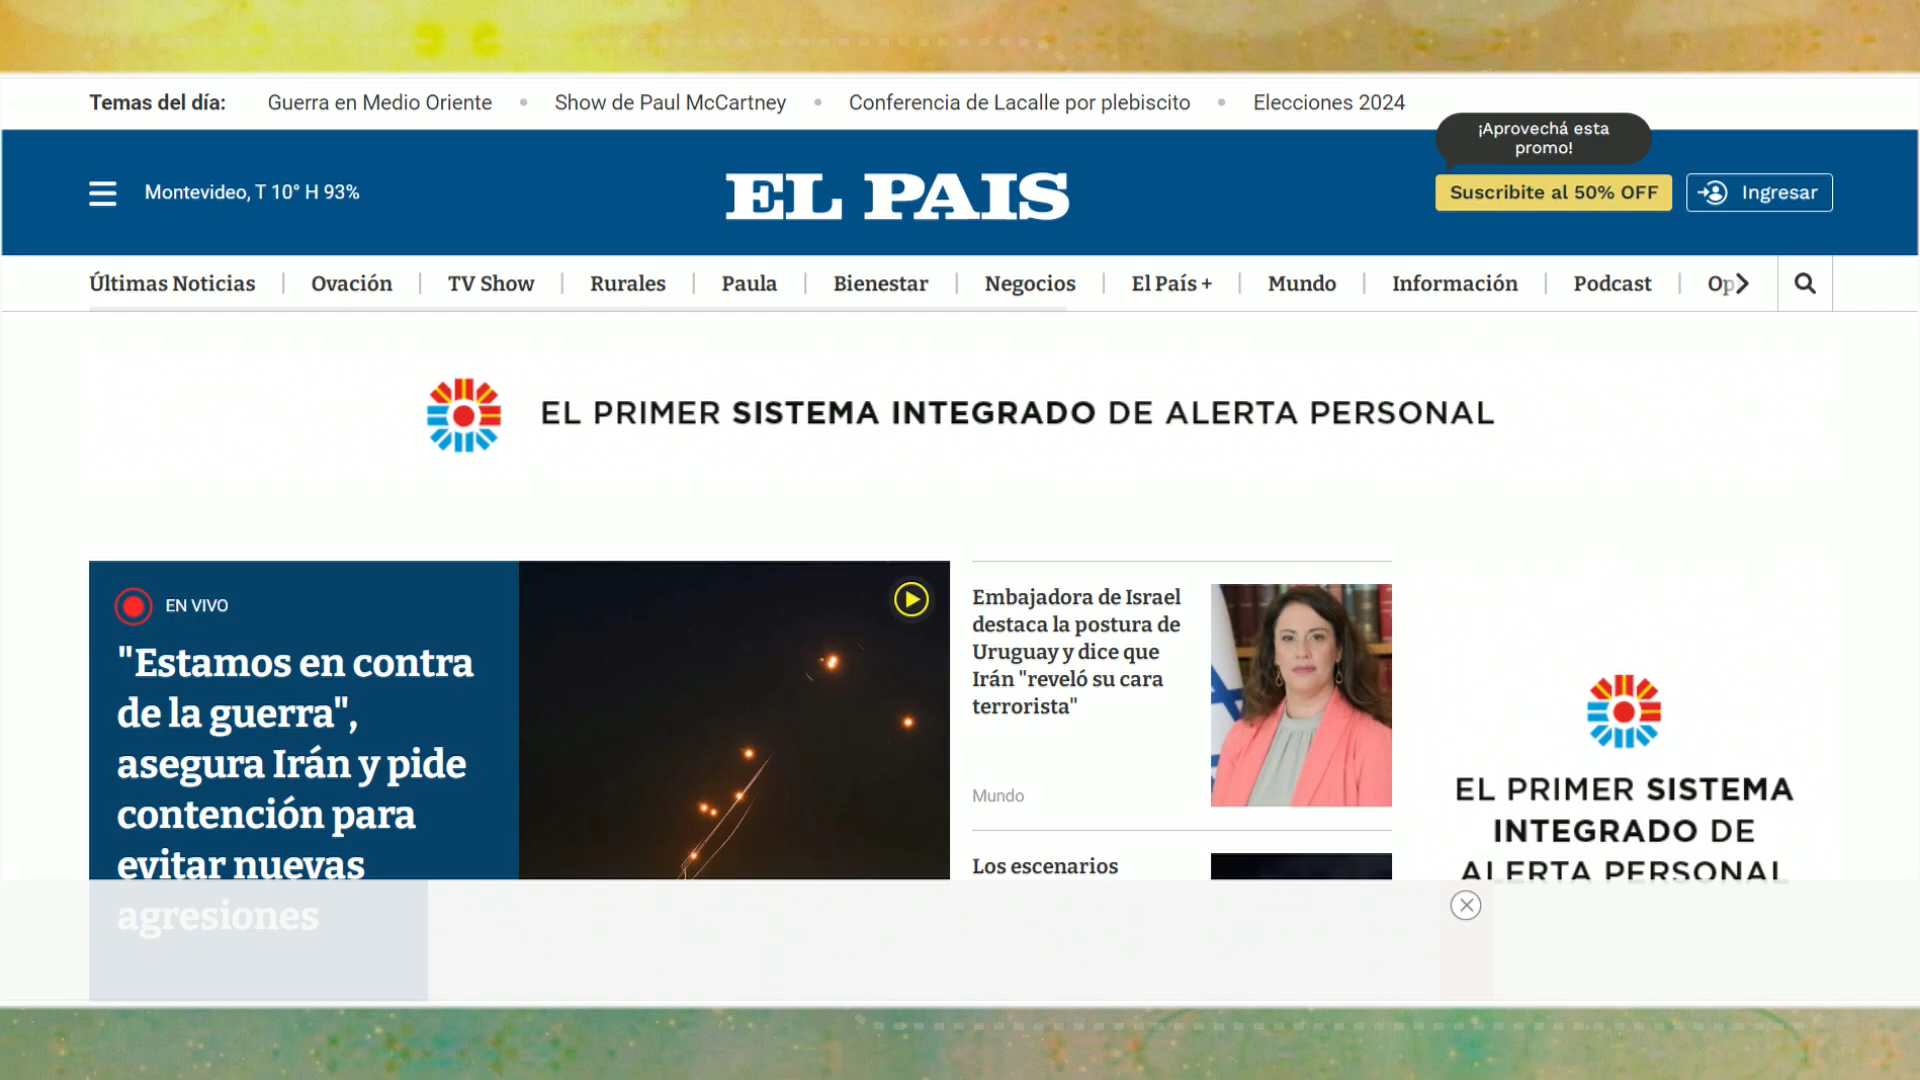 Temas del día: Guerra en Medio Oriente • Show de Paul McCartney • Conferencia de Lacalle por plebiscito • Elecciones 2024
¡Aprovechá esta
promo!
Montevideo, T 10° H 93%
EL PAIS
Suscribite al 50% OFF
Ingresar
Últimas Noticias | Ovación | TV Show | Rurales | Paula | Bienestar | Negocios | El País + | Mundo | Información | Podcast | Op
EL PRIMER SISTEMA INTEGRADO DE ALERTA PERSONAL
EN VIVO
"Estamos en contra
de la guerra",
asegura Irán y pide
contención para
evitar nuevas
agresiones
Embajadora de Israel
destaca la postura de
Uruguay y dice que
Irán "reveló su cara
terrorista"
Mundo
Los escenarios
EL PRIMER SISTEMA
INTEGRADO DE
ALERTA PERSONAL